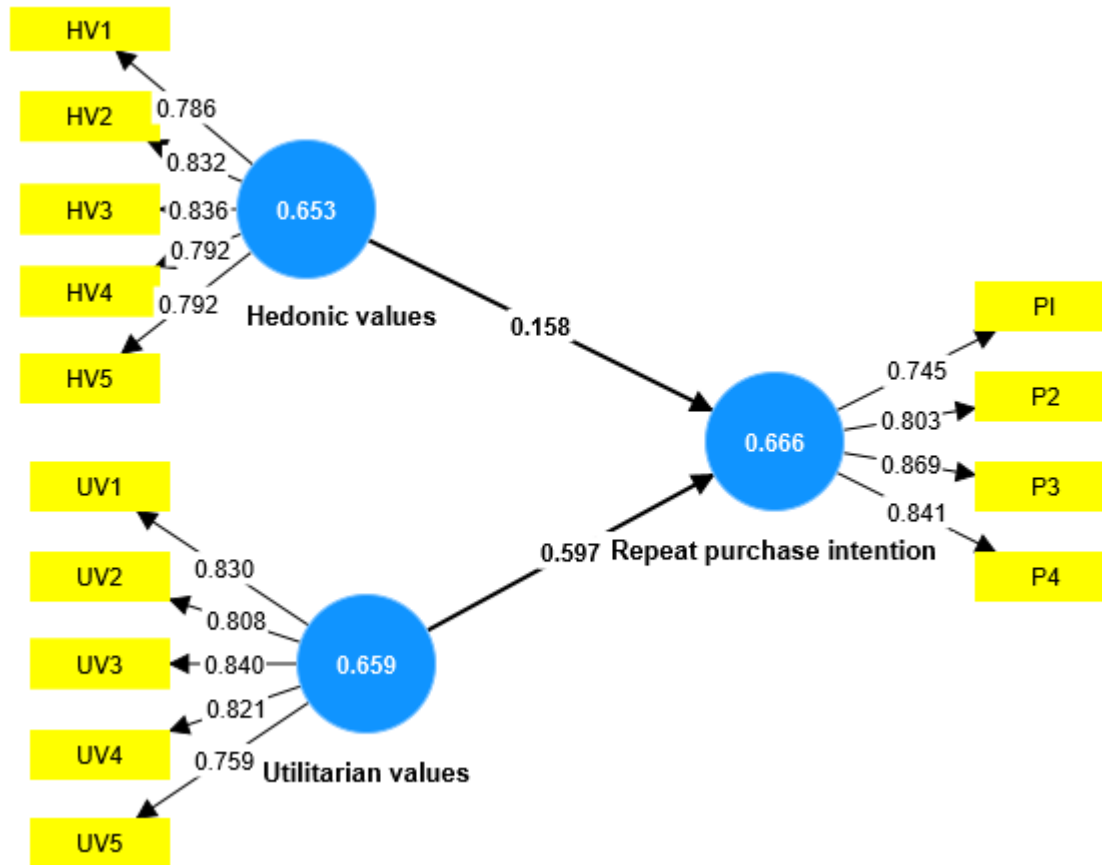 HV1
0.786
HV2
0.832
HV3
0.836
0.653
0.792
HV4
0.792
Hedonic values
HV5
0.158
PI
0.745
P2
0.803
0.666
0.869
P3
0.841
P4
UV1
0.597
Repeat purchase intention
0.830
UV2
0.808
UV3
0.840
0.659
0.821
UV4
0.759
Utilitarian values
UV5